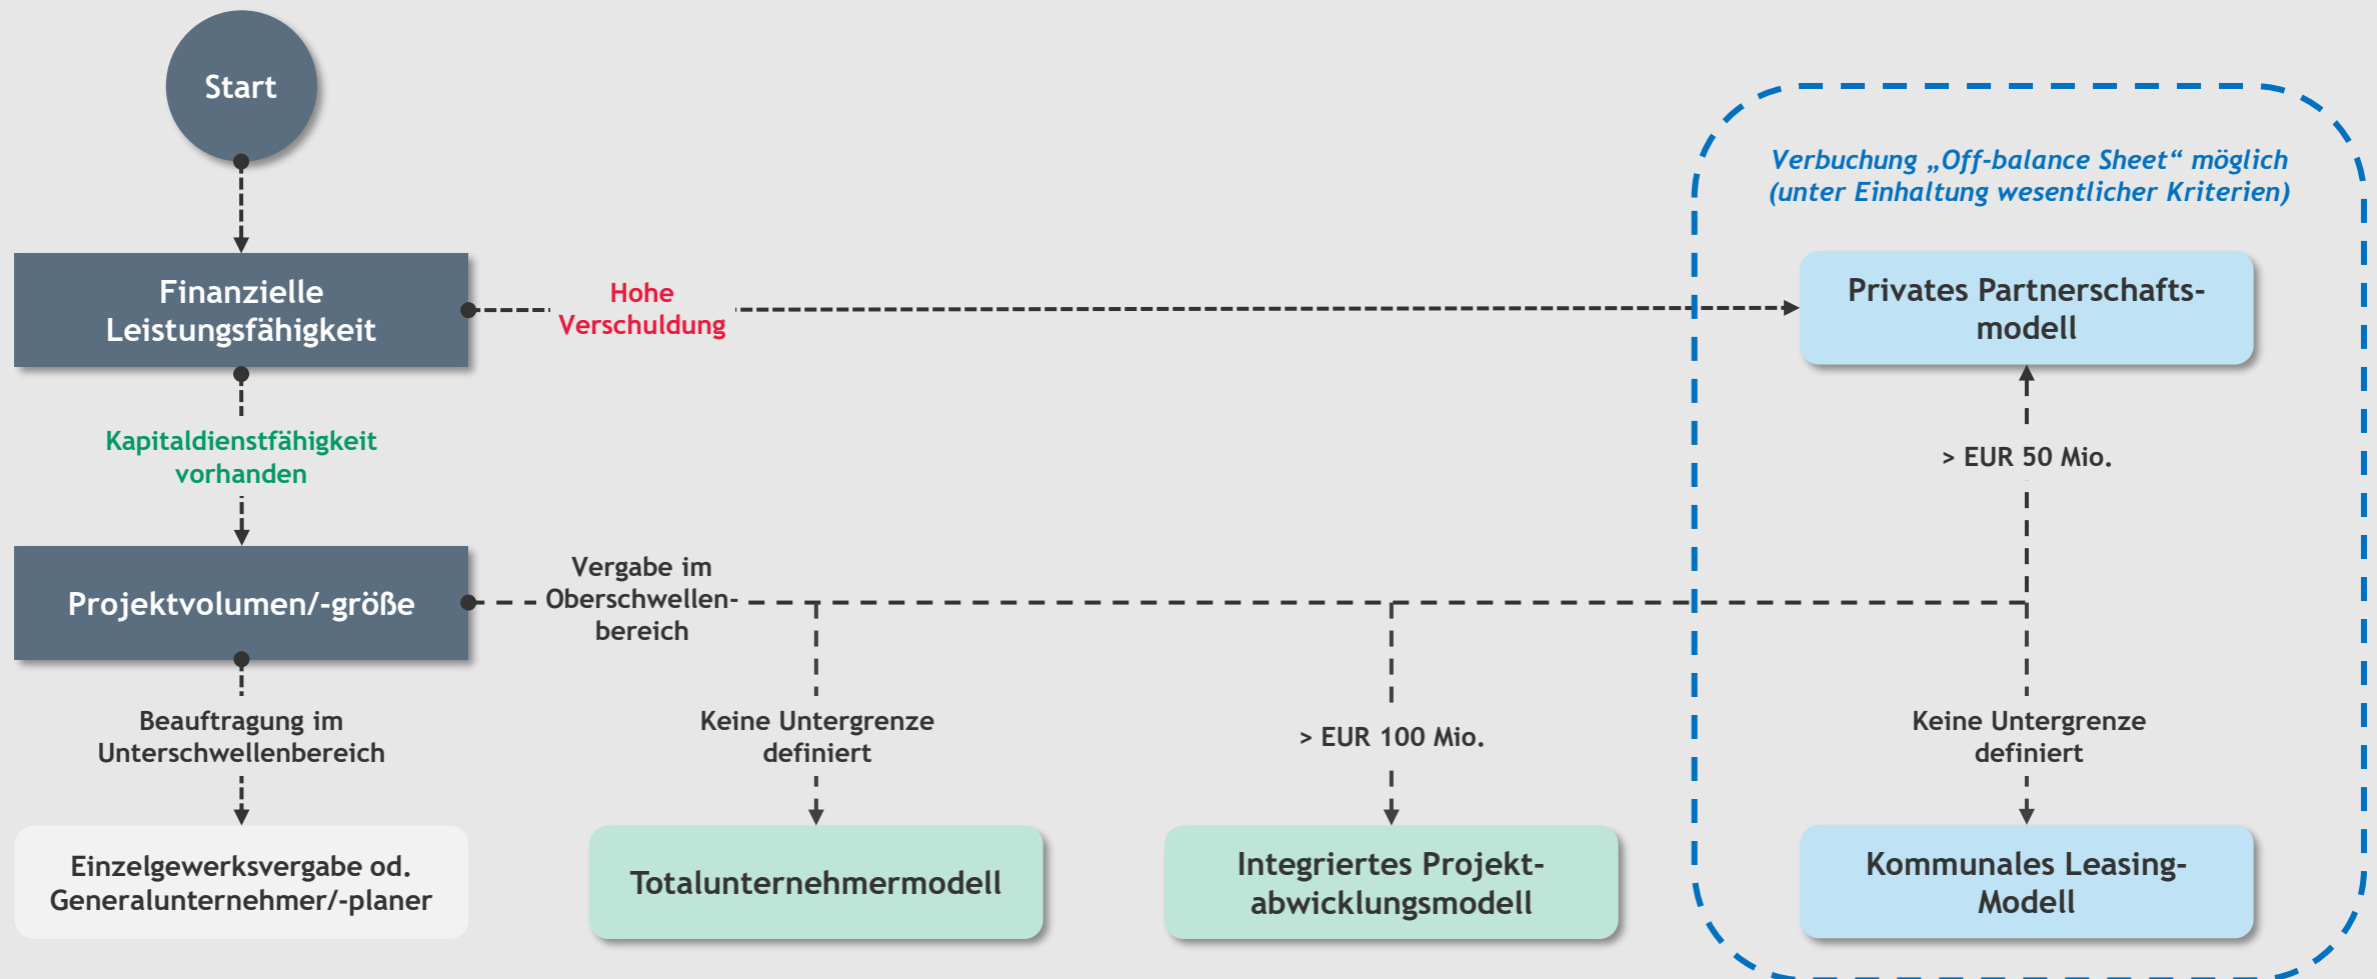 Start
Verbuchung „Off-balance Sheet“ möglich
(unter Einhaltung wesentlicher Kriterien)
Finanzielle
Leistungsfähigkeit
Hohe
Verschuldung
Privates Partnerschafts-
modell
Kapitaldienstfähigkeit
vorhanden
> EUR 50 Mio.
Projektvolumen/-größe
Vergabe im
Oberschwellen-
bereich
Beauftragung im
Unterschwellenbereich
Keine Untergrenze
definiert
> EUR 100 Mio.
Keine Untergrenze
definiert
Einzelgewerksvergabe od.
Generalunternehmer/-planer
Totalunternehmermodell
Integriertes Projekt-
abwicklungsmodell
Kommunales Leasing-
Modell